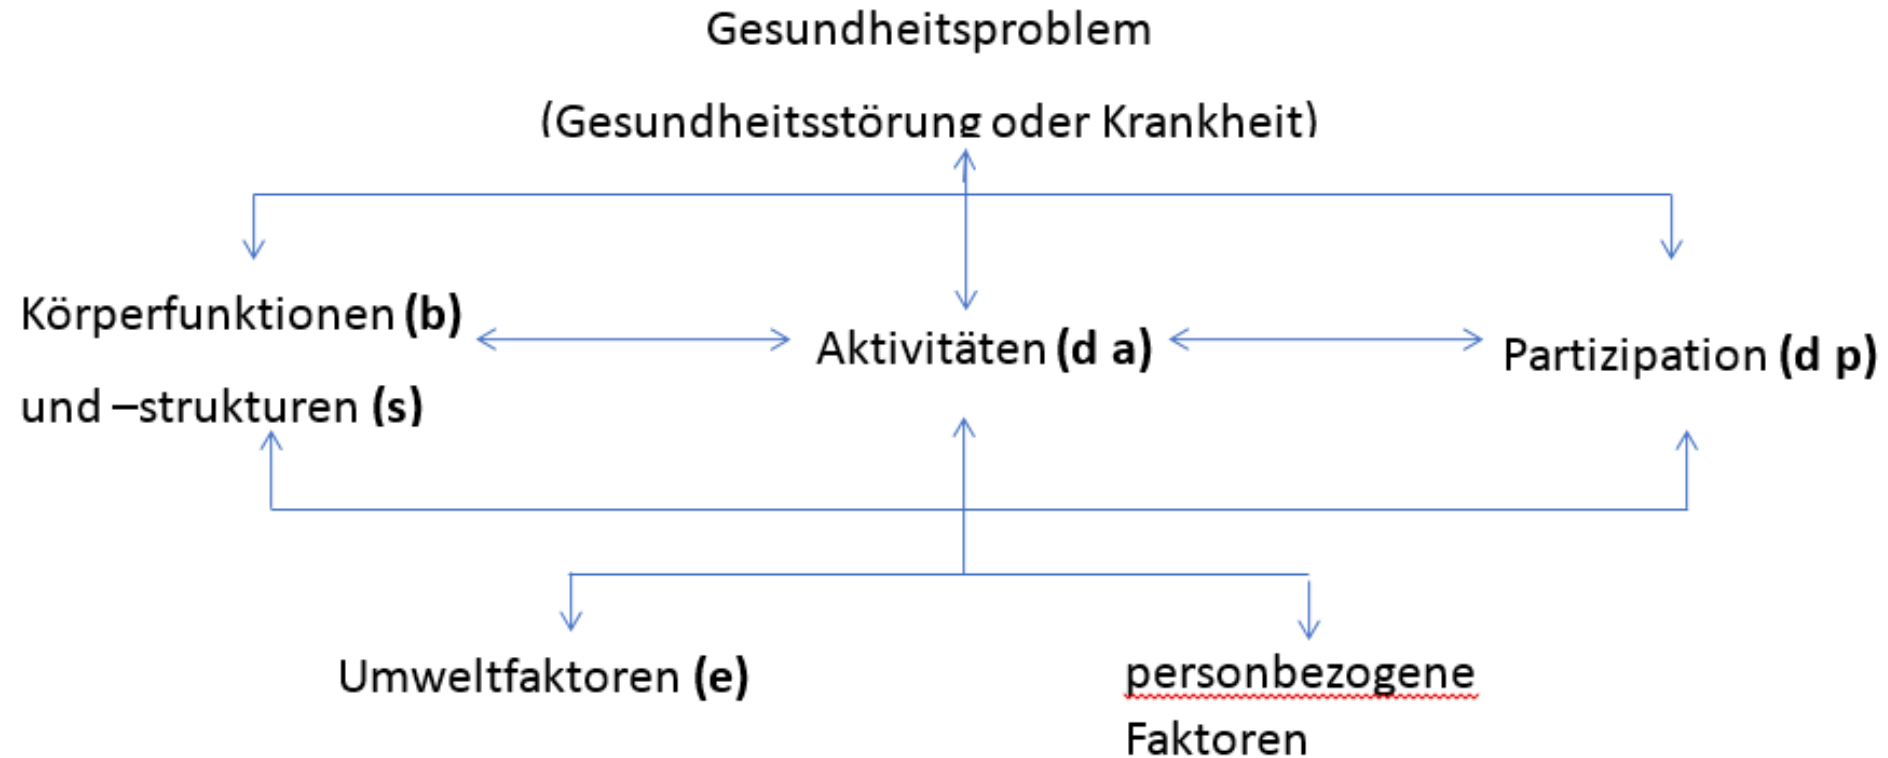 Gesundheitsproblem
(Gesundheitsstörung oder Krankheit)
Körperfunktionen (b)
und –strukturen (s)
Aktivitäten (d a)
Partizipation (d p)
Umweltfaktoren (e)
personbezogene
Faktoren